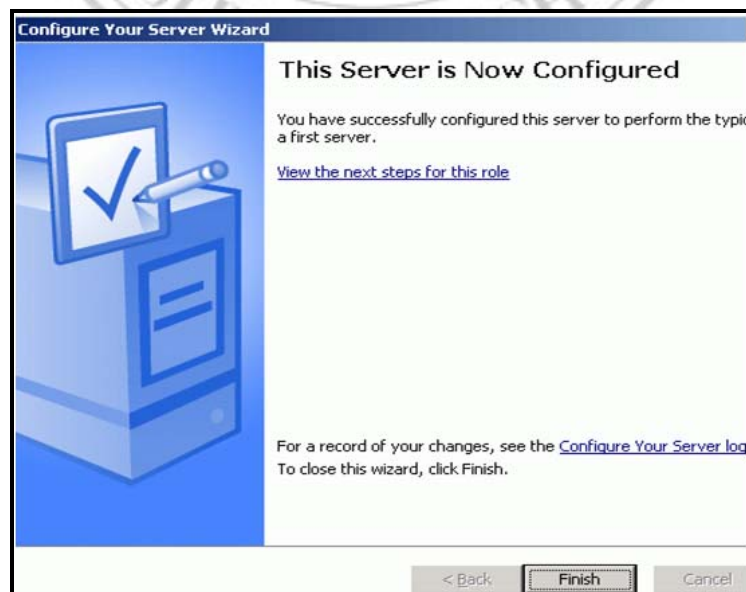 Configure Your Server Wizard
This Server is Now Configured
You have successfully configured this server to perform the
a first server.
View the next steps for this role
For a record of your changes, see the Configure Your Server log
To close this wizard, click Finish.
< Back Finish Cancel